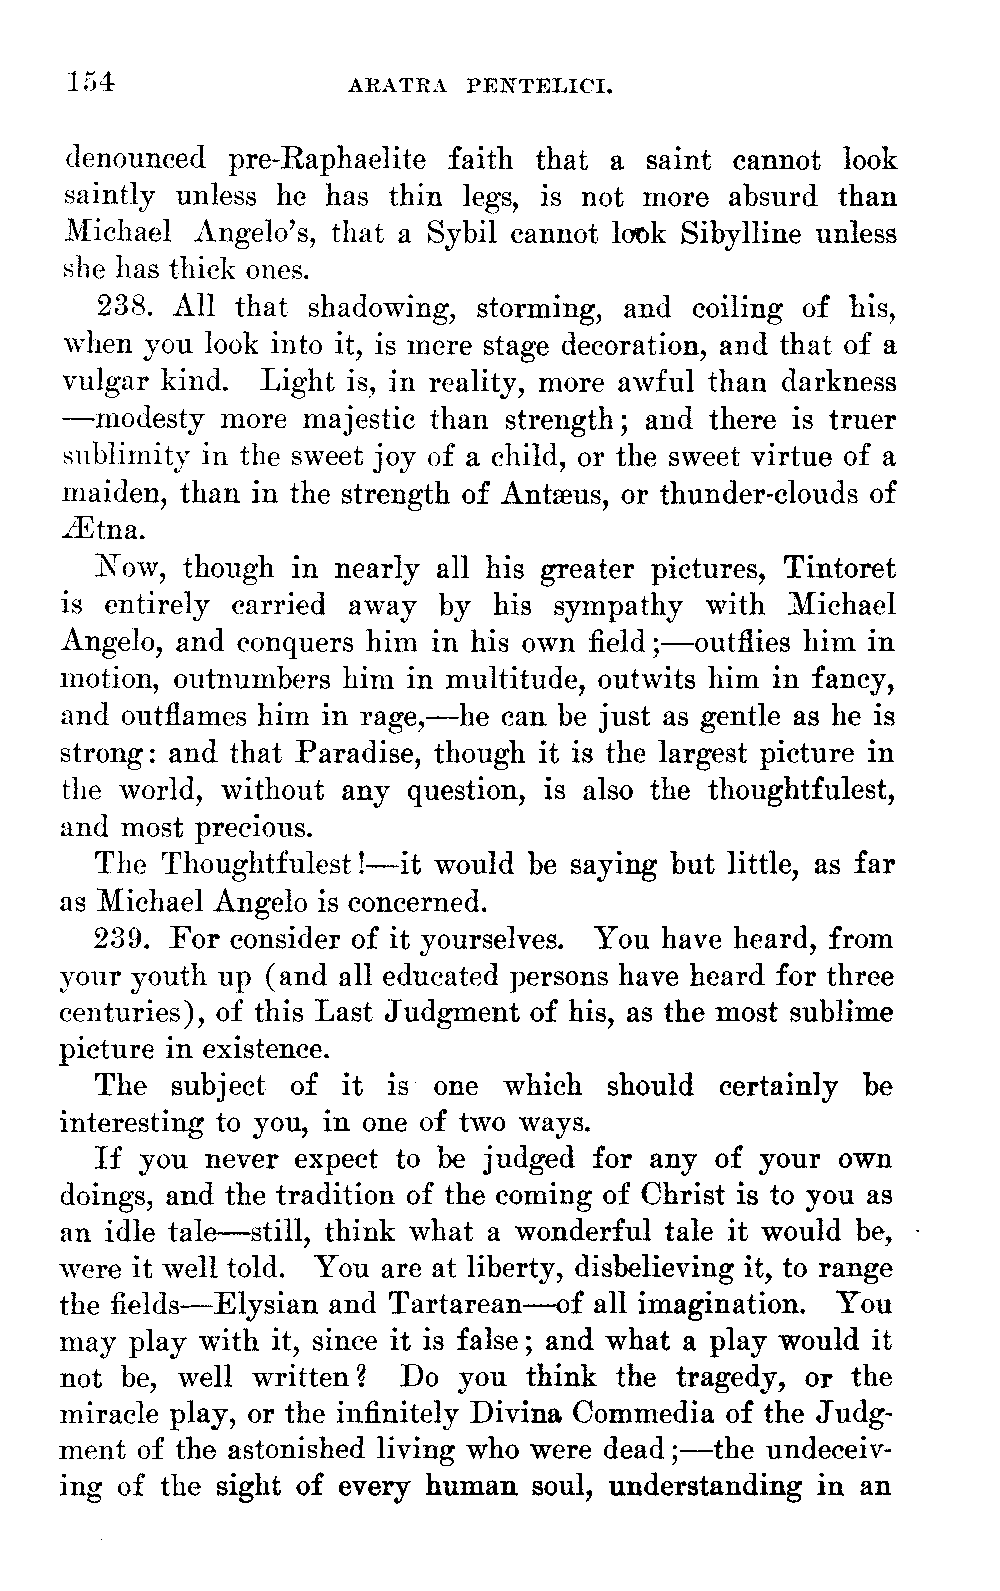 154 ARATRA PENTELICI.
denounced pre-Raphaelite faith that a saint cannot look
saintly unless he has thin legs, is not more absurd than
Michael Angelo's, that a Sybil cannot look Sibylline unless
she has thick ones.
238. All that shadowing, storming, and coiling of his,
when you look into it, is mere stage decoration, and that of a
vulgar kind. Light is, in reality, more awful than darkness
—modesty more majestic than strength; and there is truer
sublimity in the sweet joy of a child, or the sweet virtue of a
maiden, than in the strength of Antæus, or thunder-clouds of
Ætna.
Now, though in nearly all his greater pictures, Tintoret
is entirely carried away by his sympathy with Michael
Angelo, and conquers him in his own field;—outflies him in
motion, outnumbers him in multitude, outwits him in fancy,
and outflames him in rage,—he can be just as gentle as he is
strong: and that Paradise, though it is the largest picture in
the world, without any question, is also the thoughtfulest,
and most precious.
The Thoughtfulest!—it would be saying but little, as far
as Michael Angelo is concerned.
239. For consider of it yourselves. You have heard, from
your youth up (and all educated persons have heard for three
centuries), of this Last Judgment of his, as the most sublime
picture in existence.
The subject of it is one which should certainly be
interesting to you, in one of two ways.
If you never expect to be judged for any of your own
doings, and the tradition of the coming of Christ is to you as
an idle tale—still, think what a wonderful tale it would be,
were it well told. You are at liberty, disbelieving it, to range
the fields—Elysian and Tartarean—of all imagination. You
may play with it, since it is false; and what a play would it
not be, well written? Do you think the tragedy, or the
miracle play, or the infinitely Divina Commedia of the Judg-
ment of the astonished living who were dead;—the undeceiv-
ing of the sight of every human soul, understanding in an